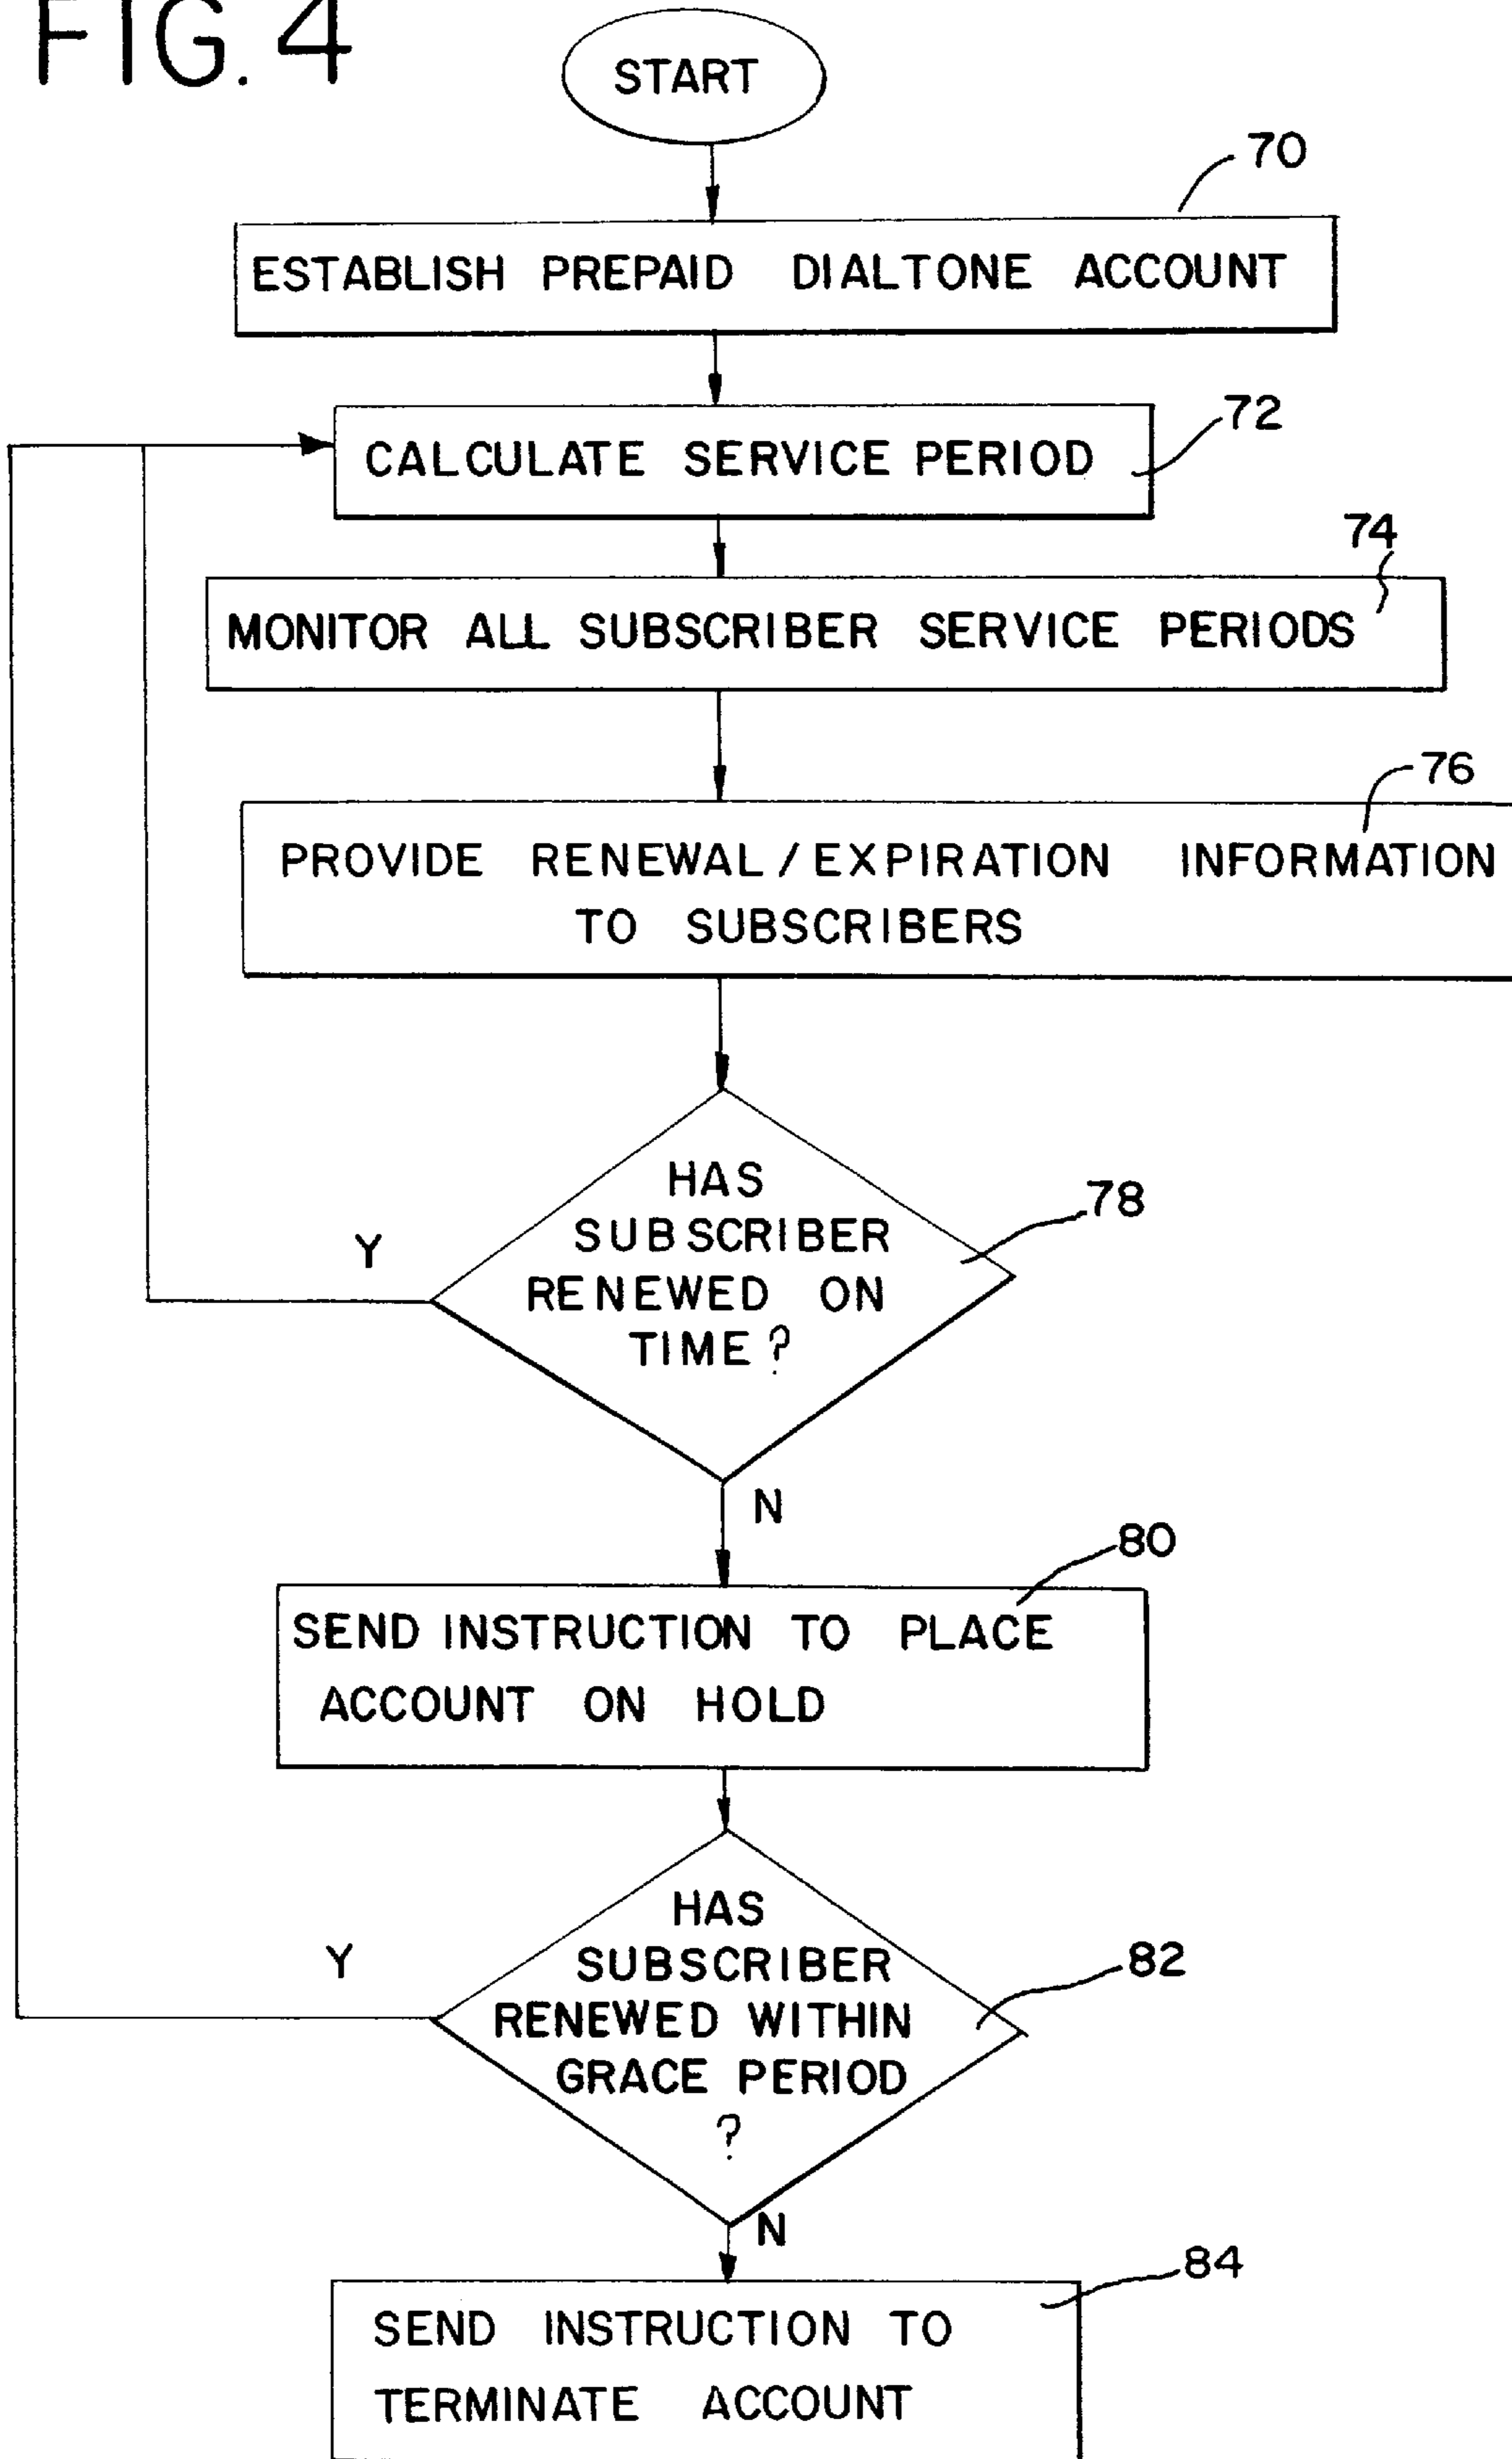 FIG. 4
START
70
ESTABLISH PREPAID DIALTONE ACCOUNT
72
CALCULATE SERVICE PERIOD
74
MONITOR ALL SUBSCRIBER SERVICE PERIODS
76
PROVIDE RENEWAL/EXPIRATION INFORMATION
TO SUBSCRIBERS
HAS
SUBSCRIBER
RENEWED ON
TIME?
78
Y
N
80
SEND INSTRUCTION TO PLACE
ACCOUNT ON HOLD
HAS
SUBSCRIBER
RENEWED WITHIN
GRACE PERIOD
?
82
Y
N
84
SEND INSTRUCTION TO
TERMINATE ACCOUNT